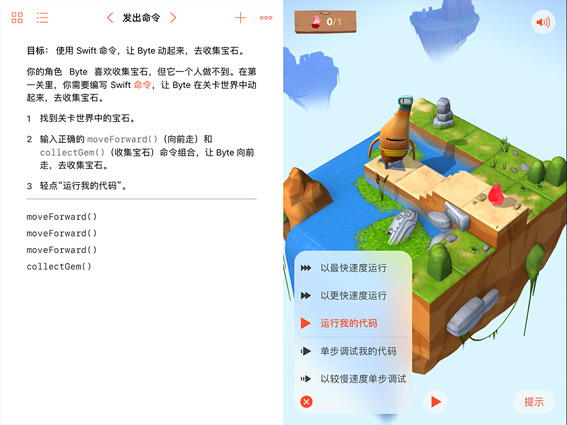 发出命令
目标： 使用 Swift 命令，让 Byte 动起来，去收集宝石。
你的角色 Byte 喜欢收集宝石，但它一个人做不到。在第
一关里，你需要编写 Swift 命令，让 Byte 在关卡世界中动
起来，去收集宝石。
1 找到关卡世界中的宝石。
2 输入正确的 moveForward()（向前走）和
collectGem()（收集宝石）命令组合，让 Byte 向前
走，去收集宝石。
3 轻点“运行我的代码”。
moveForward()
moveForward()
moveForward()
collectGem()
0/1
以最快速度运行
以更快速度运行
运行我的代码
单步调试我的代码
以较慢速度单步调试
提示